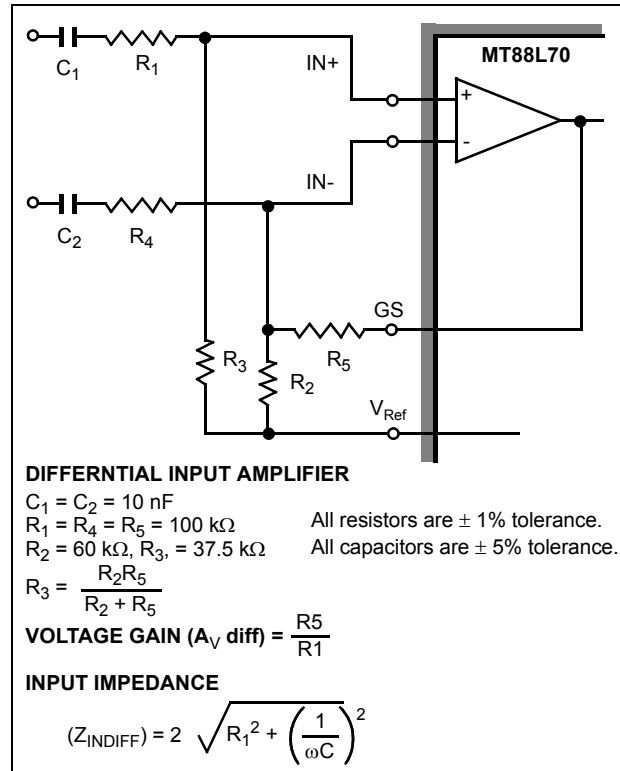 MT88L70
C1
R1
IN+
+
-
IN-
C2
R4
GS
R3
R2
R5
VRef
DIFFERNTIAL INPUT AMPLIFIER
C1 = C2 = 10 nF
R1 = R4 = R5 = 100 kΩ
All resistors are ± 1% tolerance.
R2 = 60 kΩ, R3, = 37.5 kΩ
All capacitors are ± 5% tolerance.
R3 = R2R5 / R2 + R5
VOLTAGE GAIN (AV diff) = R5 / R1
INPUT IMPEDANCE
(ZINDIFF) = 2 √ R1² + (1 / ωC)²